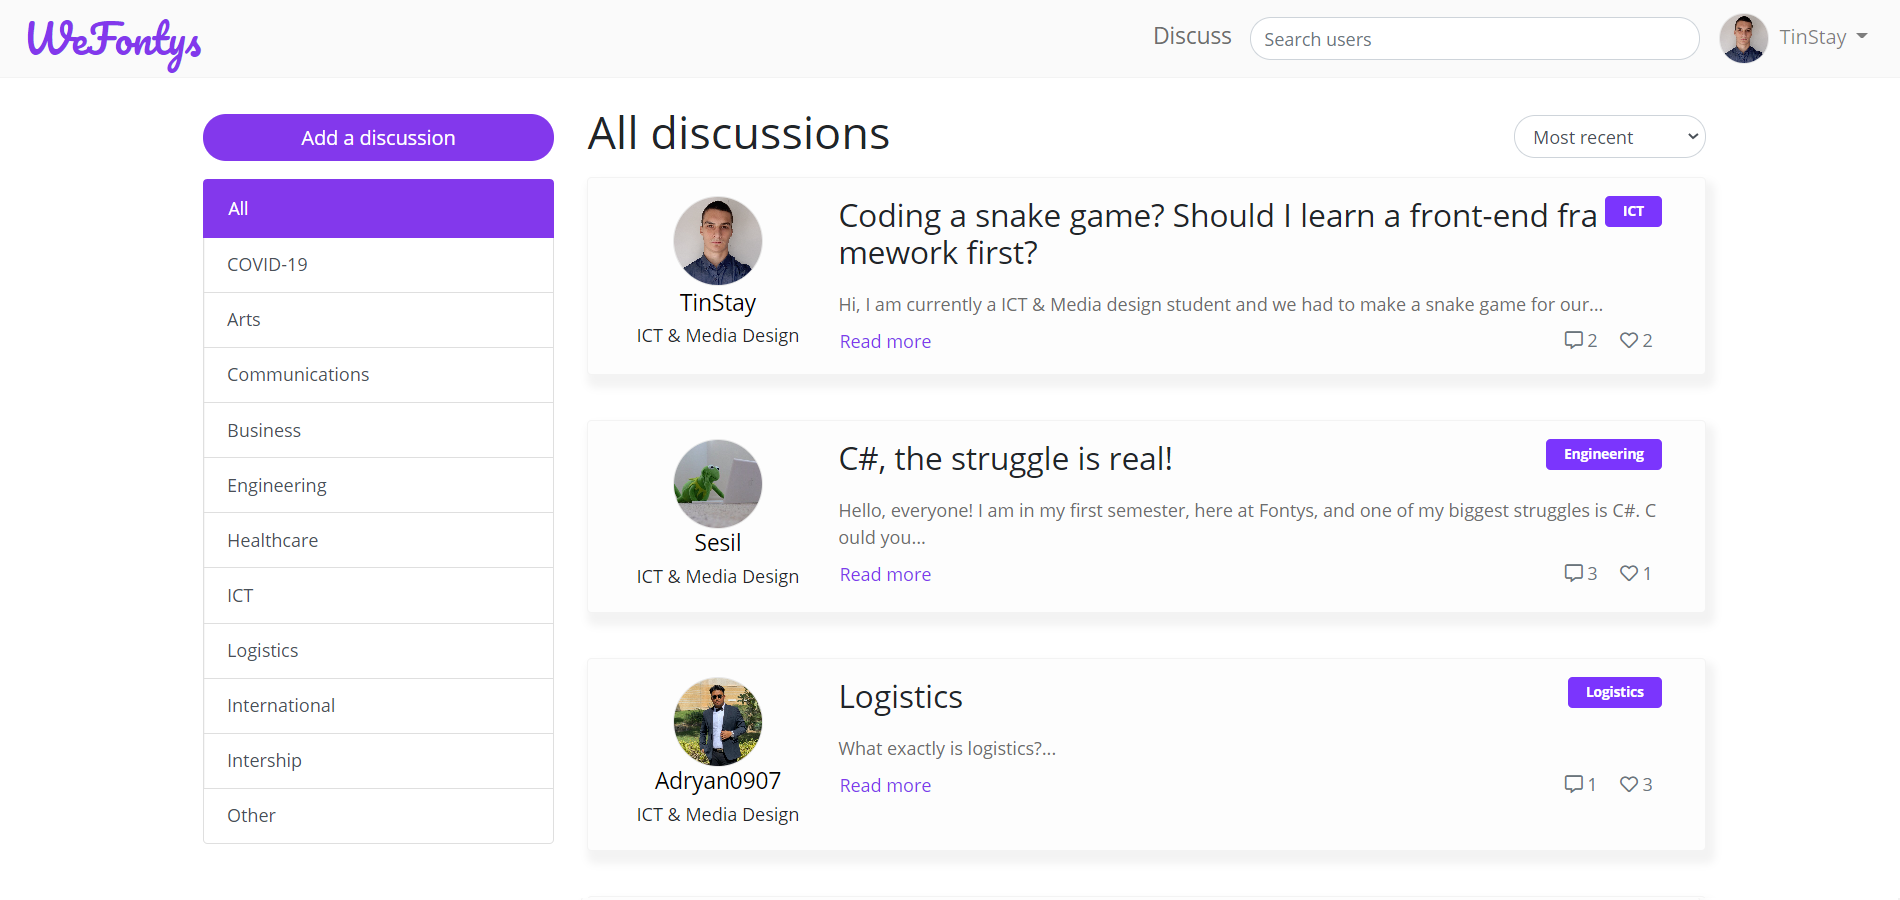 WeFontys
Discuss
Search users
TinStay
Add a discussion
All
COVID-19
Arts
Communications
Business
Engineering
Healthcare
ICT
Logistics
International
Intership
Other
All discussions
Most recent
TinStay
ICT & Media Design
Coding a snake game? Should I learn a front-end fra
mework first?
ICT
Hi, I am currently a ICT & Media design student and we had to make a snake game for our...
Read more
2
2
Sesil
ICT & Media Design
C#, the struggle is real!
Engineering
Hello, everyone! I am in my first semester, here at Fontys, and one of my biggest struggles is C#. C
ould you...
Read more
3
1
Adryan0907
ICT & Media Design
Logistics
Logistics
What exactly is logistics?...
Read more
1
3